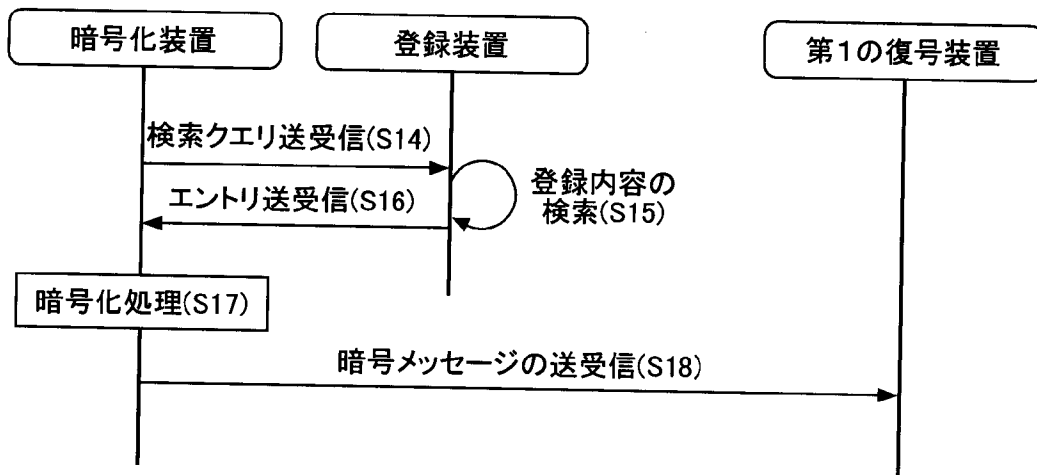 暗号化装置
登録装置
第1の復号装置
検索クエリ送受信(S14)
登録内容の
検索(S15)
エントリ送受信(S16)
暗号化処理(S17)
暗号メッセージの送受信(S18)